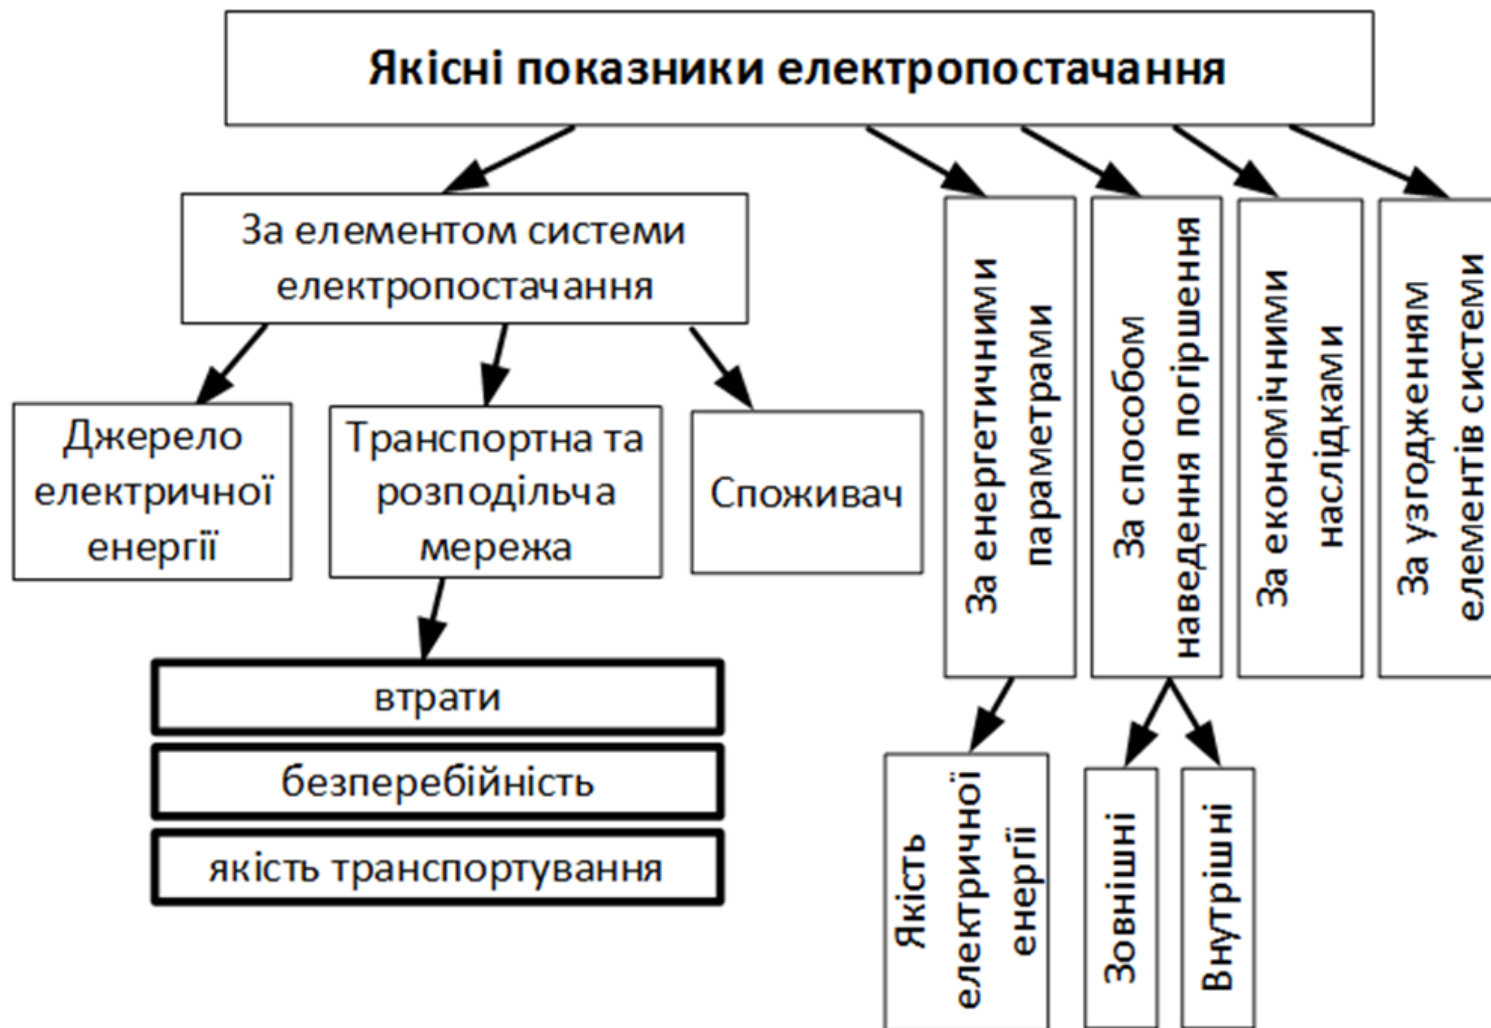 Якісні показники електропостачання
За елементом системи
електропостачання
Джерело
електричної
енергії
Транспортна та
розподільча
мережа
Споживач
втрати
безперебійність
якість транспортування
За енергетичними
параметрами
За способом
наведення погіршення
За економічними
наслідками
За узгодженням
елементів системи
Якість
електричної
енергії
Зовнішні
Внутрішні